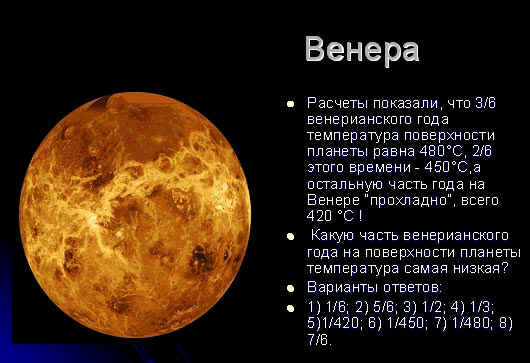 Венера
Расчеты показали, что 3/6
венерианского года
температура поверхности
планеты равна 480°С, 2/6
этого времени - 450°С,а
остальную часть года на
Венере "прохладно", всего
420 °С !
Какую часть венерианского
года на поверхности планеты
температура самая низкая?
Варианты ответов:
1) 1/6; 2) 5/6; 3) 1/2; 4) 1/3;
5)1/420; 6) 1/450; 7) 1/480; 8)
7/6.